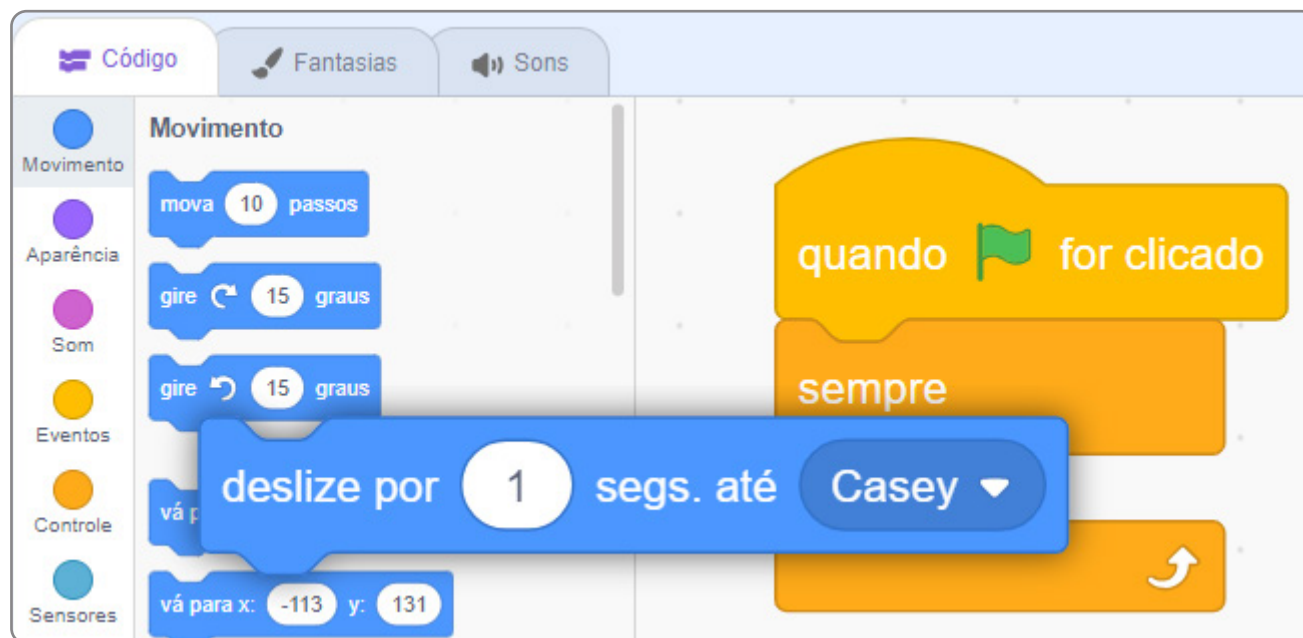 Código
Fantasias
Sons
Movimento
Aparência
Som
Eventos
Controle
Sensores
Movimento
mova 10 passos
gire 15 graus
gire 15 graus
vá
vá para x: -113 y: 131
deslize por 1 segs. até Casey
quando for clicado
sempre